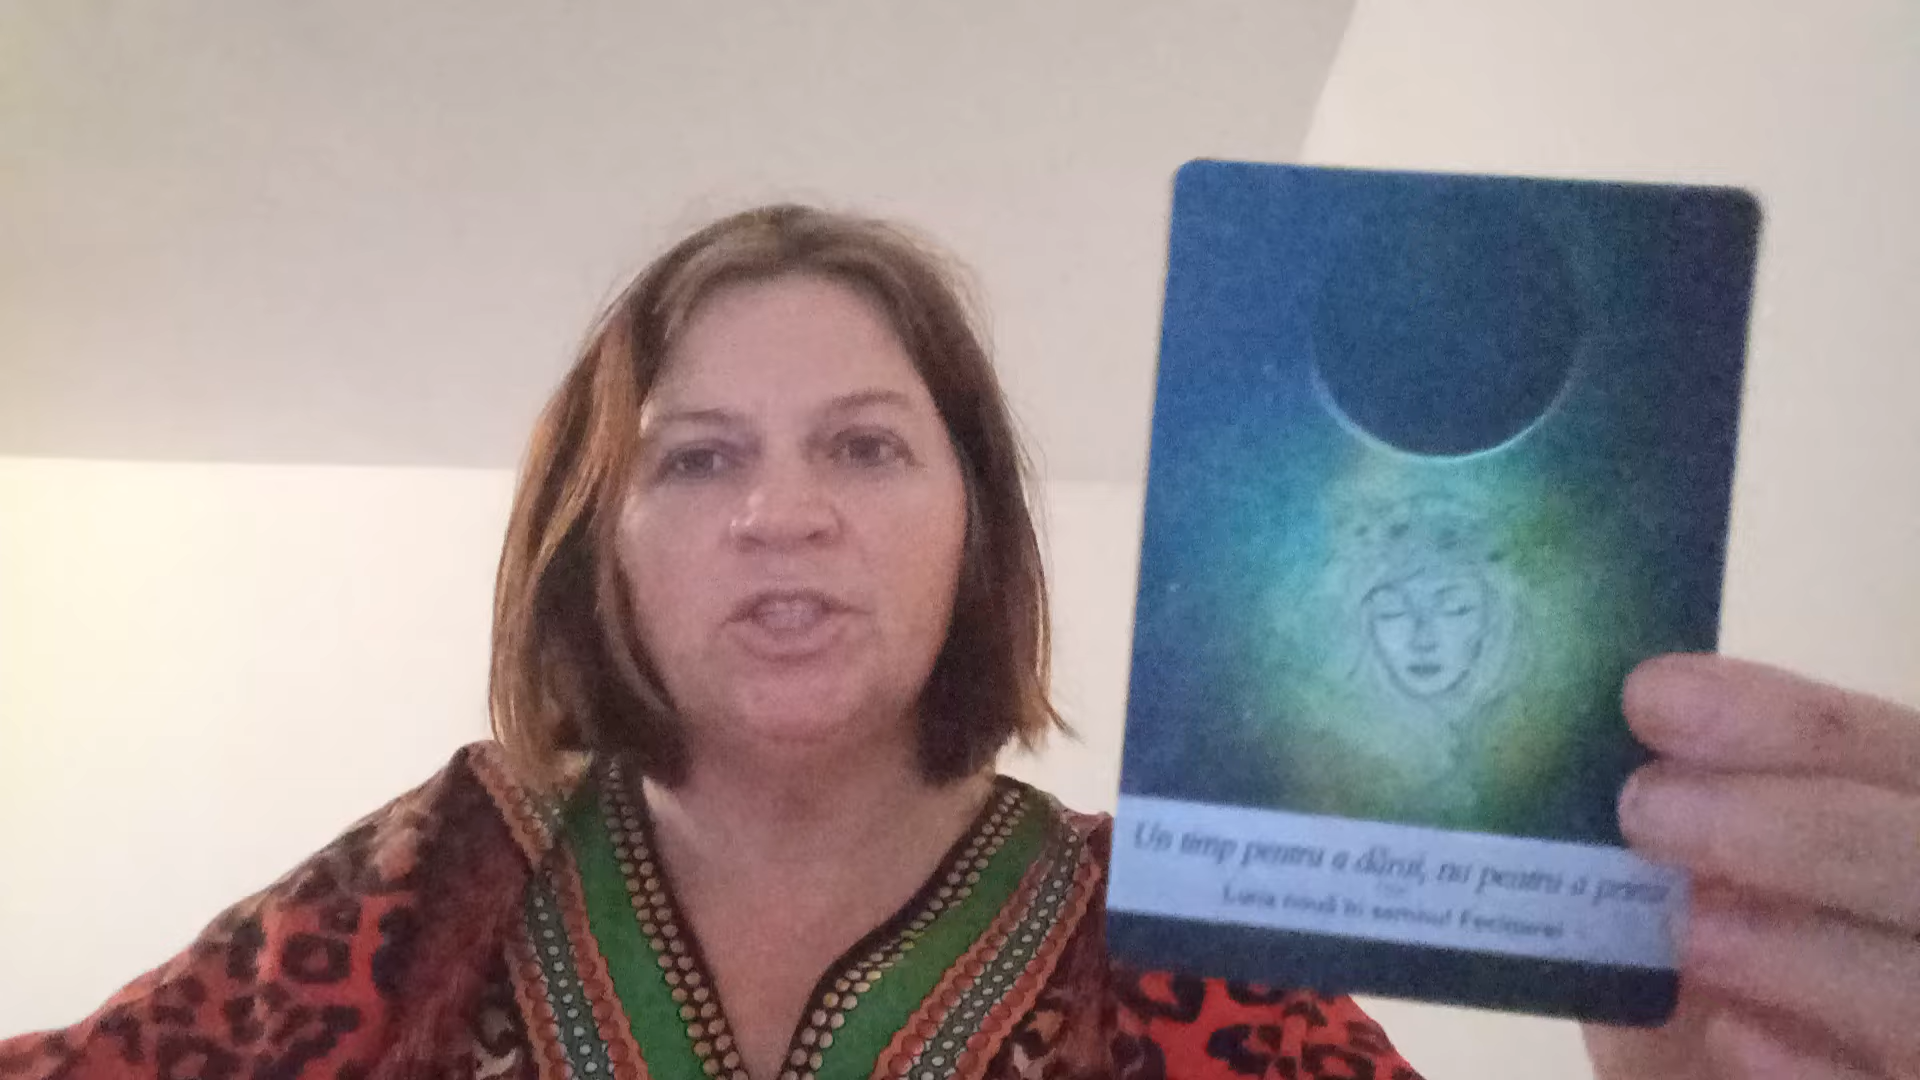 Un timp pentru a dărui, nu pentru a primi
Luna nouă în semnul Fecioarei